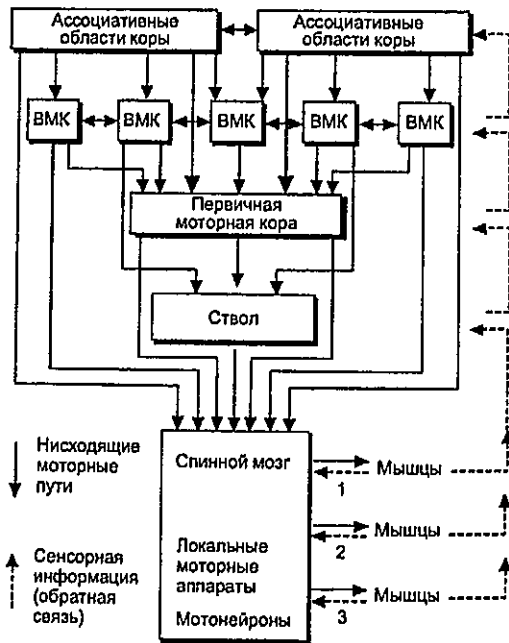 Ассоциативные
области коры
Ассоциативные
области коры
ВМК
ВМК
ВМК
ВМК
ВМК
Первичная
моторная кора
Ствол
Нисходящие
моторные
пути
Сенсорная
информация
(обратная
связь)
Спинной мозг
Локальные
моторные
аппараты
Мотонейроны
1
Мышцы
2
Мышцы
3
Мышцы